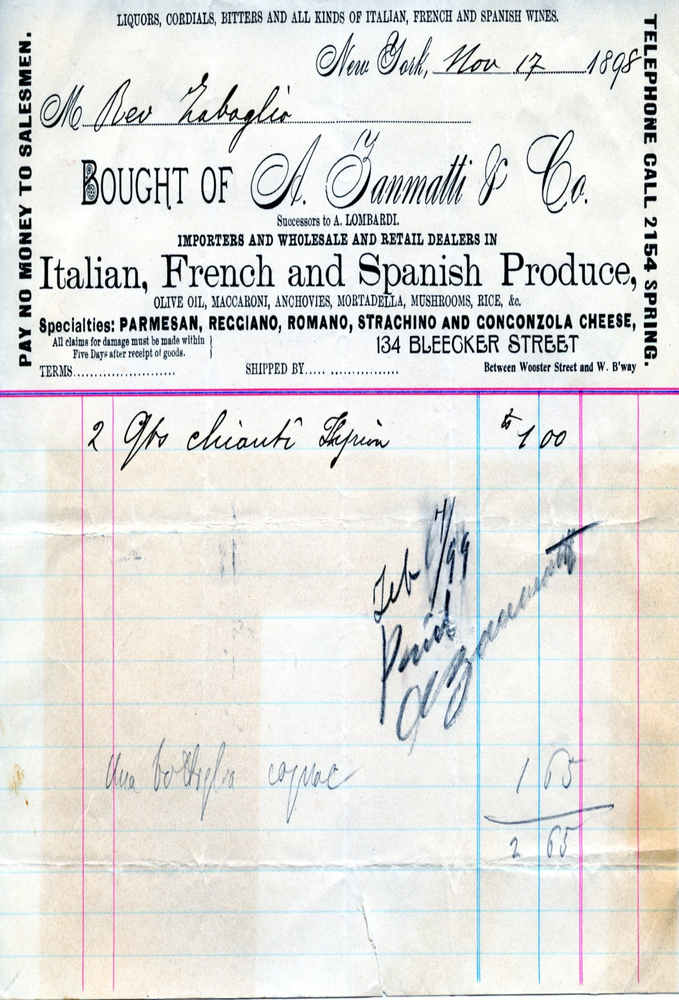 LIQUORS, CORDIALS, BITTERS AND ALL KINDS OF ITALIAN, FRENCH AND SPANISH WINES.
PAY NO MONEY TO SALESMEN.
TELEPHONE CALL 2154 SPRING.
New York, Nov 17 1898
M Rev Zabaglio
BOUGHT OF A. Zanmatti & Co.
Successors to A. LOMBARDI.
IMPORTERS AND WHOLESALE AND RETAIL DEALERS IN
Italian, French and Spanish Produce,
OLIVE OIL, MACCARONI, ANCHOVIES, MORTADELLA, MUSHROOMS, RICE, &c.
Specialties: PARMESAN, REGGIANO, ROMANO, STRACHINO AND GONGONZOLA CHEESE,
All claims for damage must be made within
Five Days after receipt of goods.
134 BLEECKER STREET
TERMS........................ SHIPPED BY..... ................ Between Wooster Street and W. B'way
2 Qts chianti $1 00
Feb /99
Paid
A Zanmatti
Una bottiglia cognac 1 65
2 65